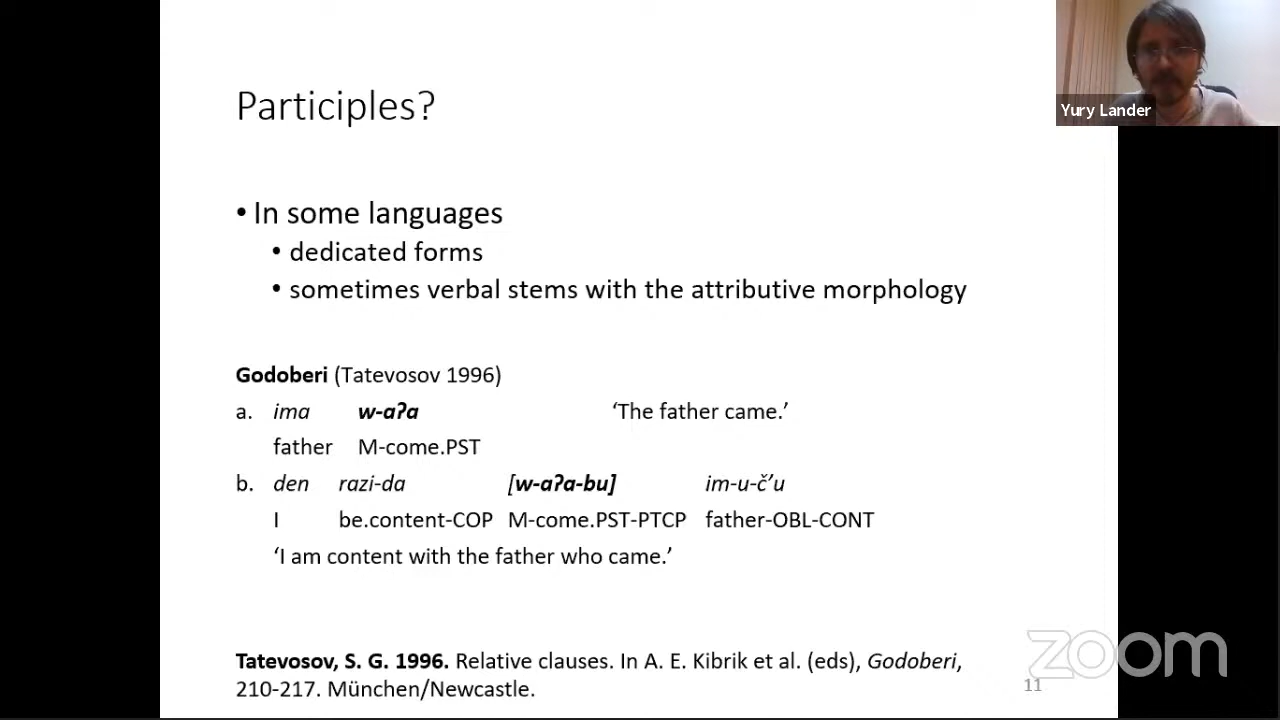 Yury Lander
Participles?
• In some languages
• dedicated forms
• sometimes verbal stems with the attributive morphology
Godoberi (Tatevosov 1996)
a. ima w-aʔa ‘The father came.’
father M-come.PST
b. den razi-da [w-aʔa-bu] im-u-č’u
I be.content-COP M-come.PST-PTCP father-OBL-CONT
‘I am content with the father who came.’
Tatevosov, S. G. 1996. Relative clauses. In A. E. Kibrik et al. (eds), Godoberi,
210-217. München/Newcastle.
11
zoom